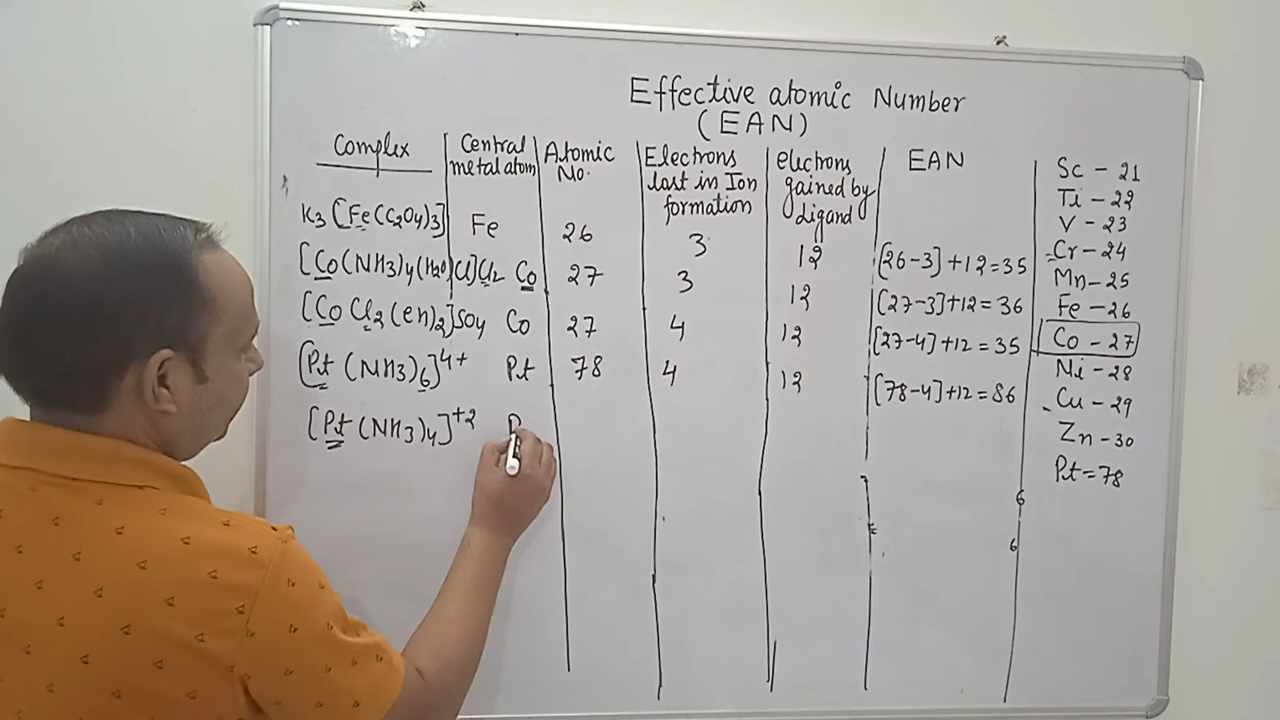 Effective atomic Number
(EAN)
Complex Central metal atom Atomic No. Electrons lost in Ion formation electrons gained by Ligand EAN
K3[Fe(C2O4)3] Fe 26 3 12 [26-3]+12=35
[Co(NH3)4(H2O)Cl]Cl2 Co 27 3 12 [27-3]+12=36
[CoCl2(en)2]SO4 Co 27 4 12 [27-4]+12=35
[Pt(NH3)6]4+ Pt 78 4 12 [78-4]+12=86
[Pt(NH3)4]+2 P
Sc - 21
Ti - 22
V - 23
Cr - 24
Mn - 25
Fe - 26
Co - 27
Ni - 28
Cu - 29
Zn - 30
Pt = 78
6
6